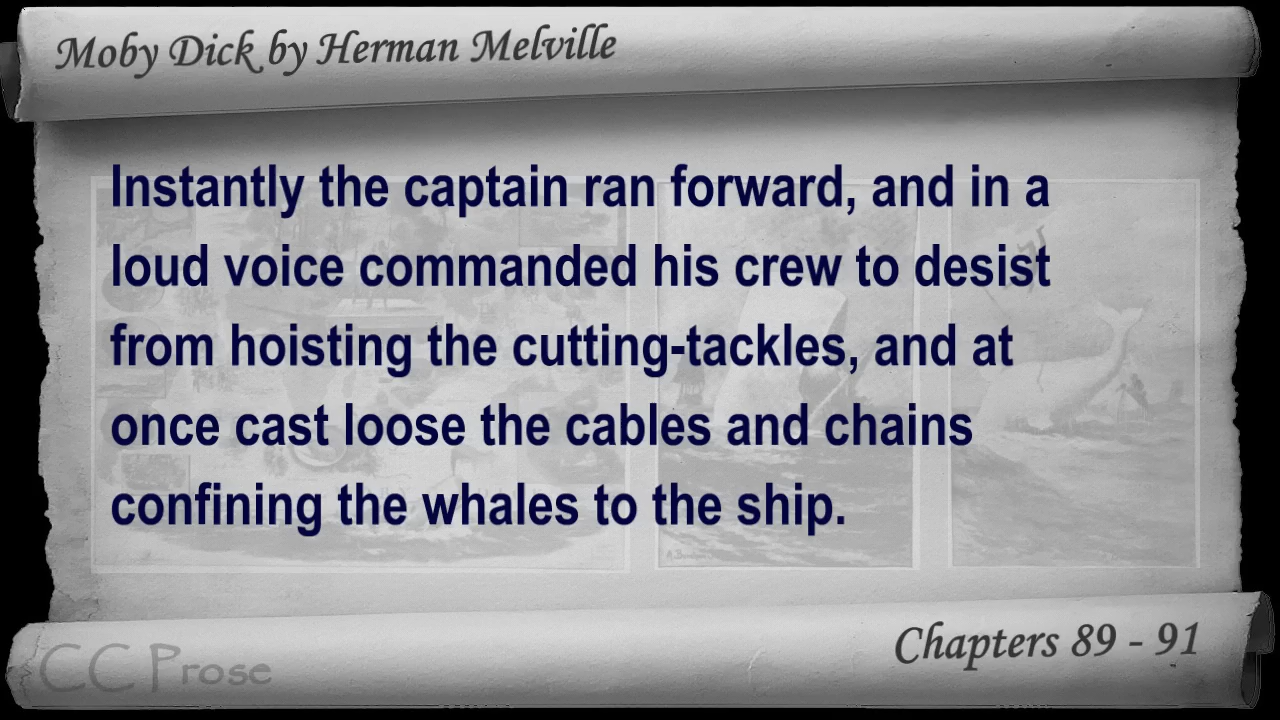 Moby Dick by Herman Melville
Instantly the captain ran forward, and in a
loud voice commanded his crew to desist
from hoisting the cutting-tackles, and at
once cast loose the cables and chains
confining the whales to the ship.
Chapters 89 - 91
CC Prose